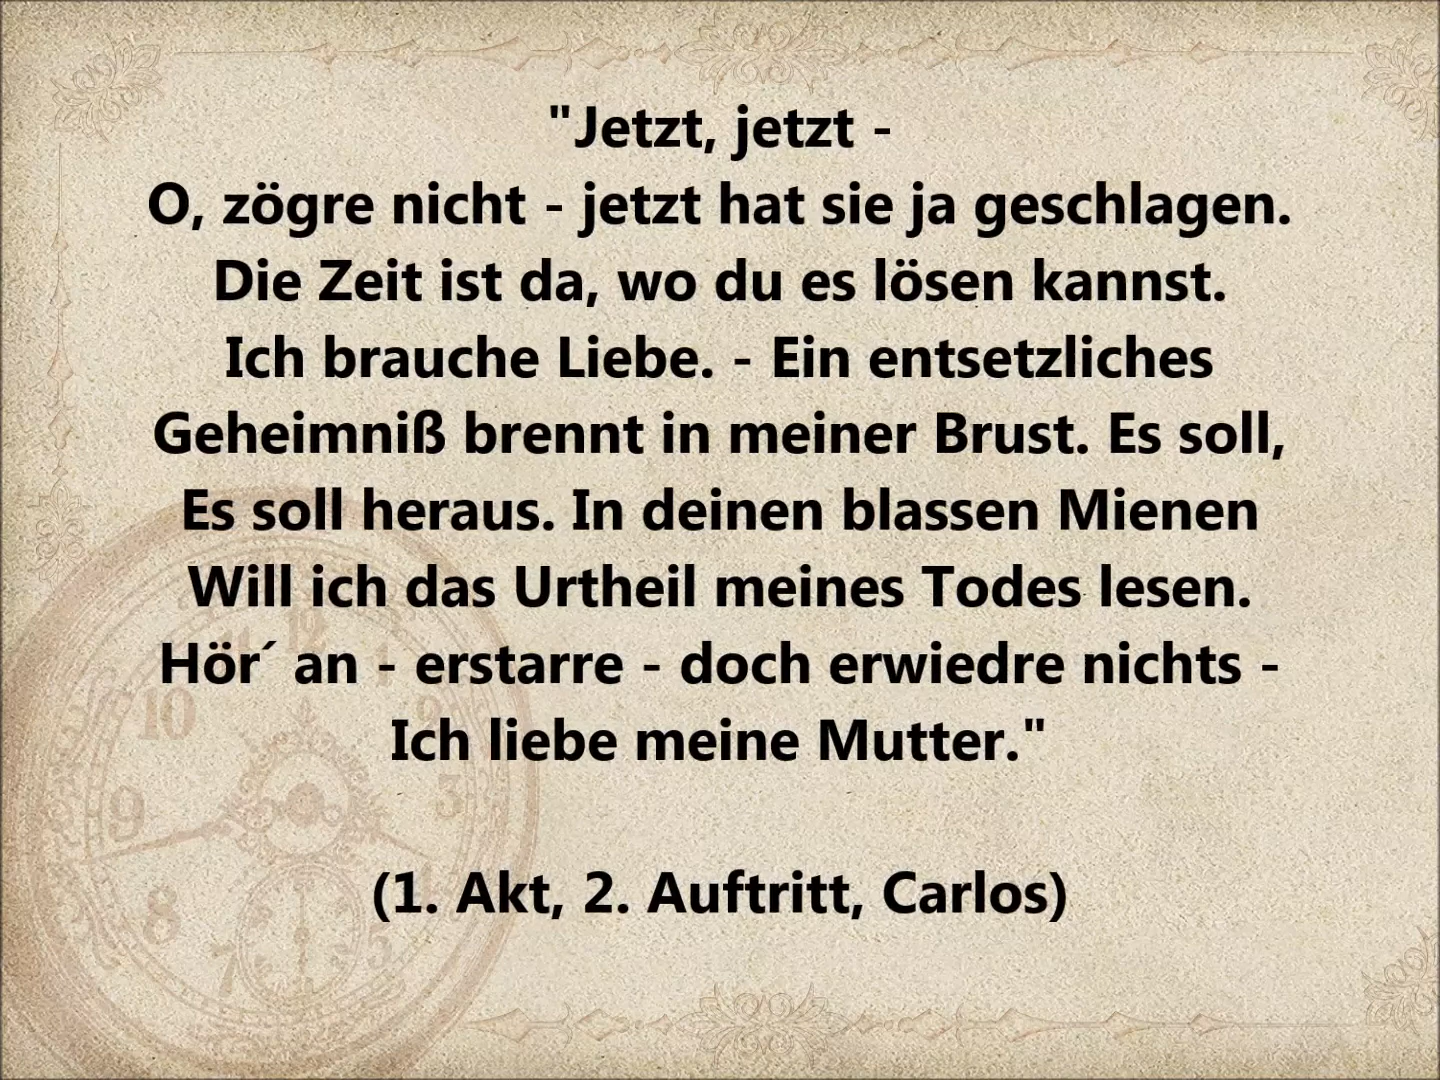 "Jetzt, jetzt -
O, zögre nicht - jetzt hat sie ja geschlagen.
Die Zeit ist da, wo du es lösen kannst.
Ich brauche Liebe. - Ein entsetzliches
Geheimniß brennt in meiner Brust. Es soll,
Es soll heraus. In deinen blassen Mienen
Will ich das Urtheil meines Todes lesen.
Hör´ an - erstarre - doch erwiedre nichts -
Ich liebe meine Mutter."
(1. Akt, 2. Auftritt, Carlos)